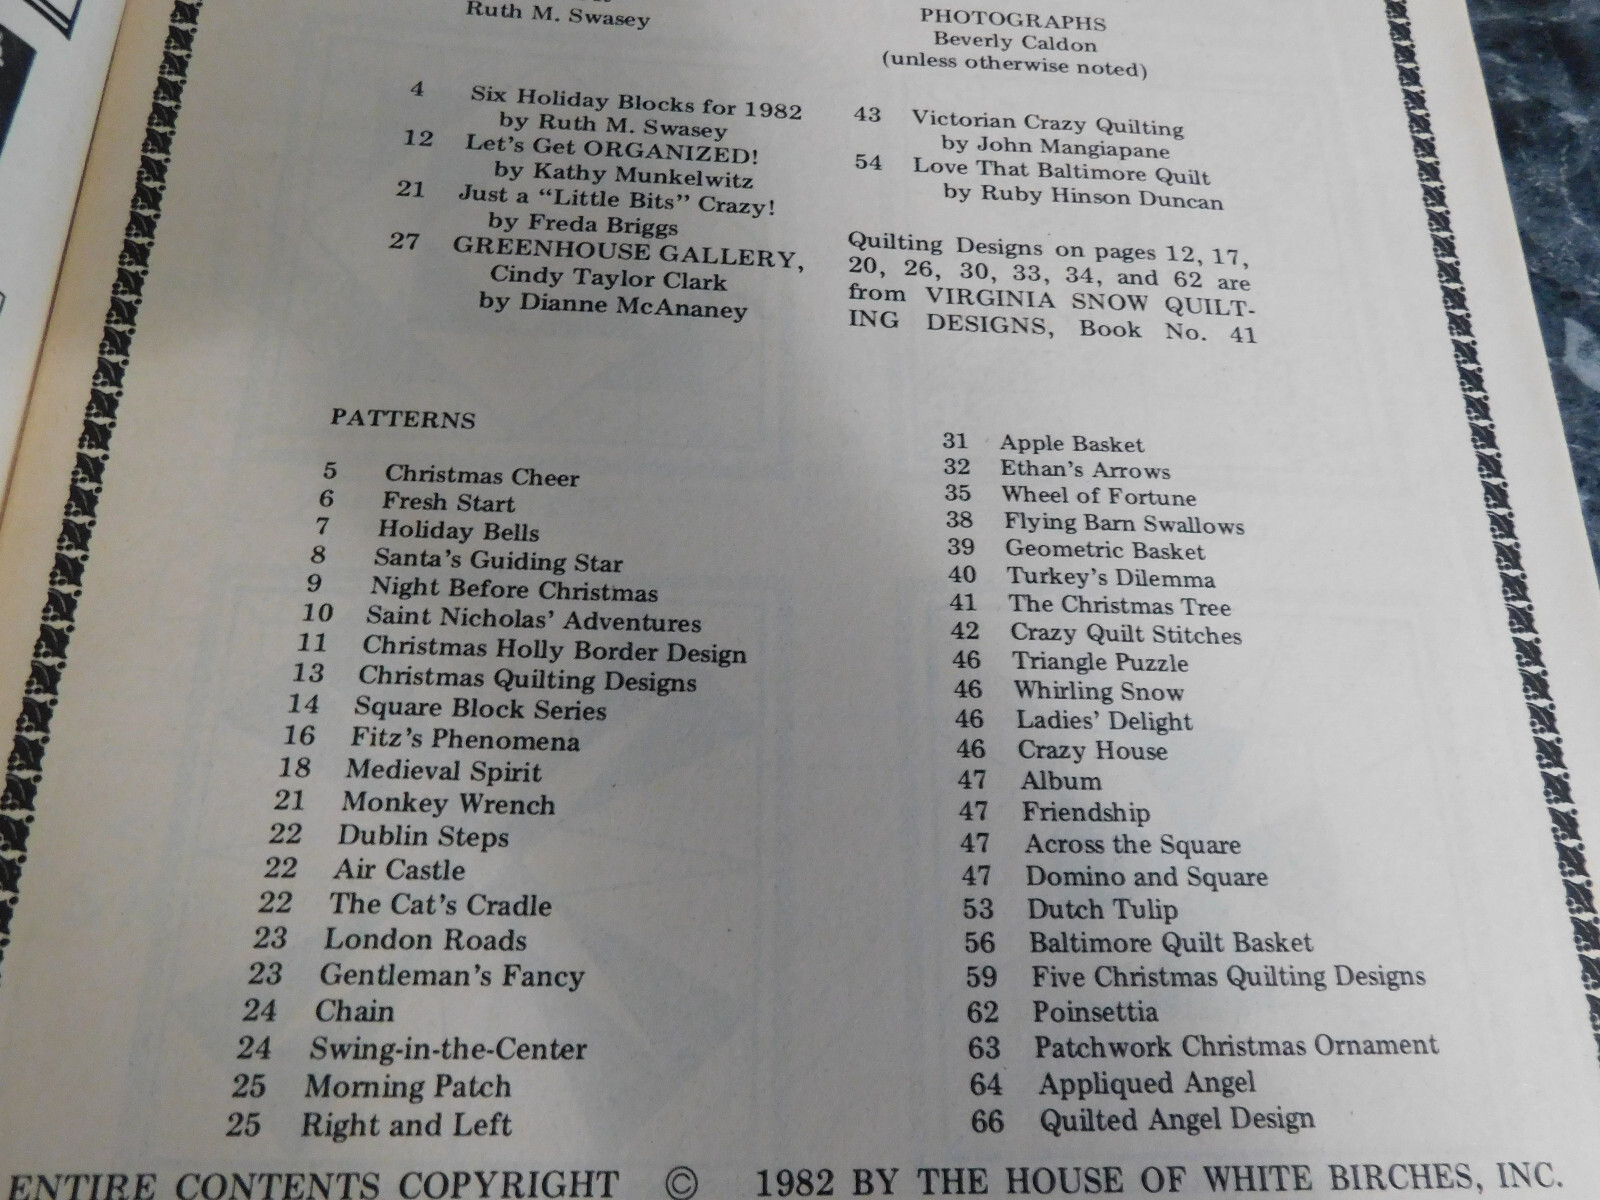 Ruth M. Swasey
4 Six Holiday Blocks for 1982
by Ruth M. Swasey
12 Let's Get ORGANIZED!
by Kathy Munkelwitz
21 Just a "Little Bits" Crazy!
by Freda Briggs
27 GREENHOUSE GALLERY,
Cindy Taylor Clark
by Dianne McAnaney
PHOTOGRAPHS
Beverly Caldon
(unless otherwise noted)
43 Victorian Crazy Quilting
by John Mangiapane
54 Love That Baltimore Quilt
by Ruby Hinson Duncan
Quilting Designs on pages 12, 17,
20, 26, 30, 33, 34, and 62 are
from VIRGINIA SNOW QUILT-
ING DESIGNS, Book No. 41
PATTERNS
5 Christmas Cheer
6 Fresh Start
7 Holiday Bells
8 Santa's Guiding Star
9 Night Before Christmas
10 Saint Nicholas' Adventures
11 Christmas Holly Border Design
13 Christmas Quilting Designs
14 Square Block Series
16 Fitz's Phenomena
18 Medieval Spirit
21 Monkey Wrench
22 Dublin Steps
22 Air Castle
22 The Cat's Cradle
23 London Roads
23 Gentleman's Fancy
24 Chain
24 Swing-in-the-Center
25 Morning Patch
25 Right and Left
31 Apple Basket
32 Ethan's Arrows
35 Wheel of Fortune
38 Flying Barn Swallows
39 Geometric Basket
40 Turkey's Dilemma
41 The Christmas Tree
42 Crazy Quilt Stitches
46 Triangle Puzzle
46 Whirling Snow
46 Ladies' Delight
46 Crazy House
47 Album
47 Friendship
47 Across the Square
47 Domino and Square
53 Dutch Tulip
56 Baltimore Quilt Basket
59 Five Christmas Quilting Designs
62 Poinsettia
63 Patchwork Christmas Ornament
64 Appliqued Angel
66 Quilted Angel Design
ENTIRE CONTENTS COPYRIGHT © 1982 BY THE HOUSE OF WHITE BIRCHES, INC.